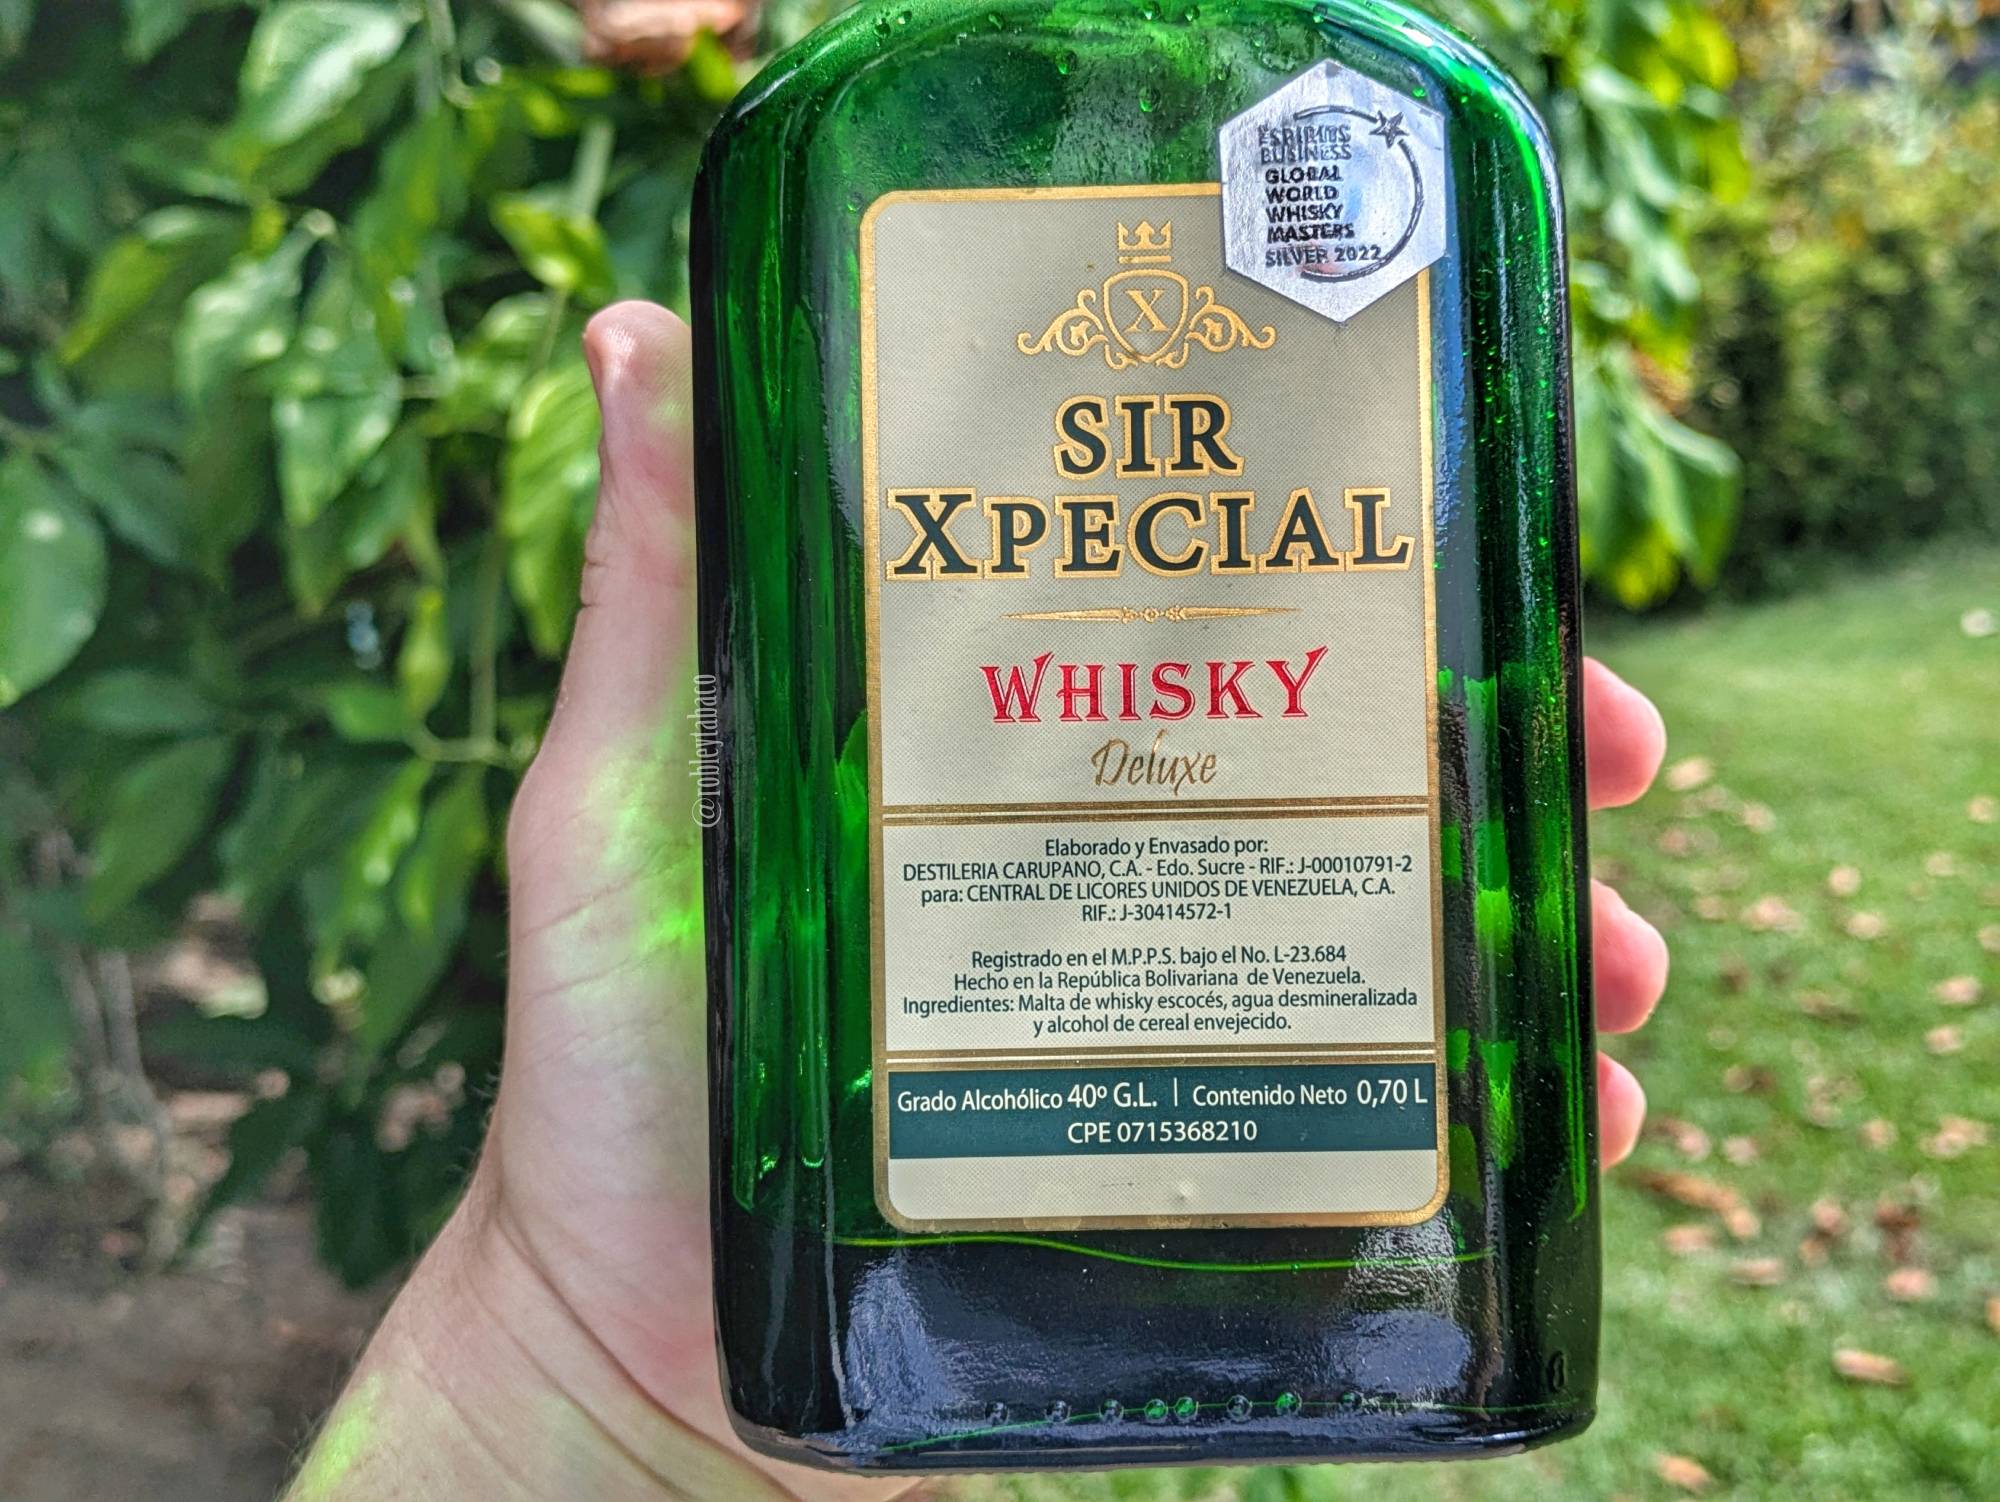 BUSINESS
GLOBAL
WORLD
WHISKY
MASTERS
SILVER 2022
X
SIR
XPECIAL
WHISKY
Deluxe
@robleytabaco
Elaborado y Envasado por:
DESTILERIA CARUPANO, C.A. - Edo. Sucre - RIF.: J-00010791-2
para: CENTRAL DE LICORES UNIDOS DE VENEZUELA, C.A.
RIF.: J-30414572-1
Registrado en el M.P.P.S. bajo el No. L-23.684
Hecho en la República Bolivariana de Venezuela.
Ingredientes: Malta de whisky escocés, agua desmineralizada
y alcohol de cereal envejecido.
Grado Alcohólico 40º G.L. | Contenido Neto 0,70 L
CPE 0715368210